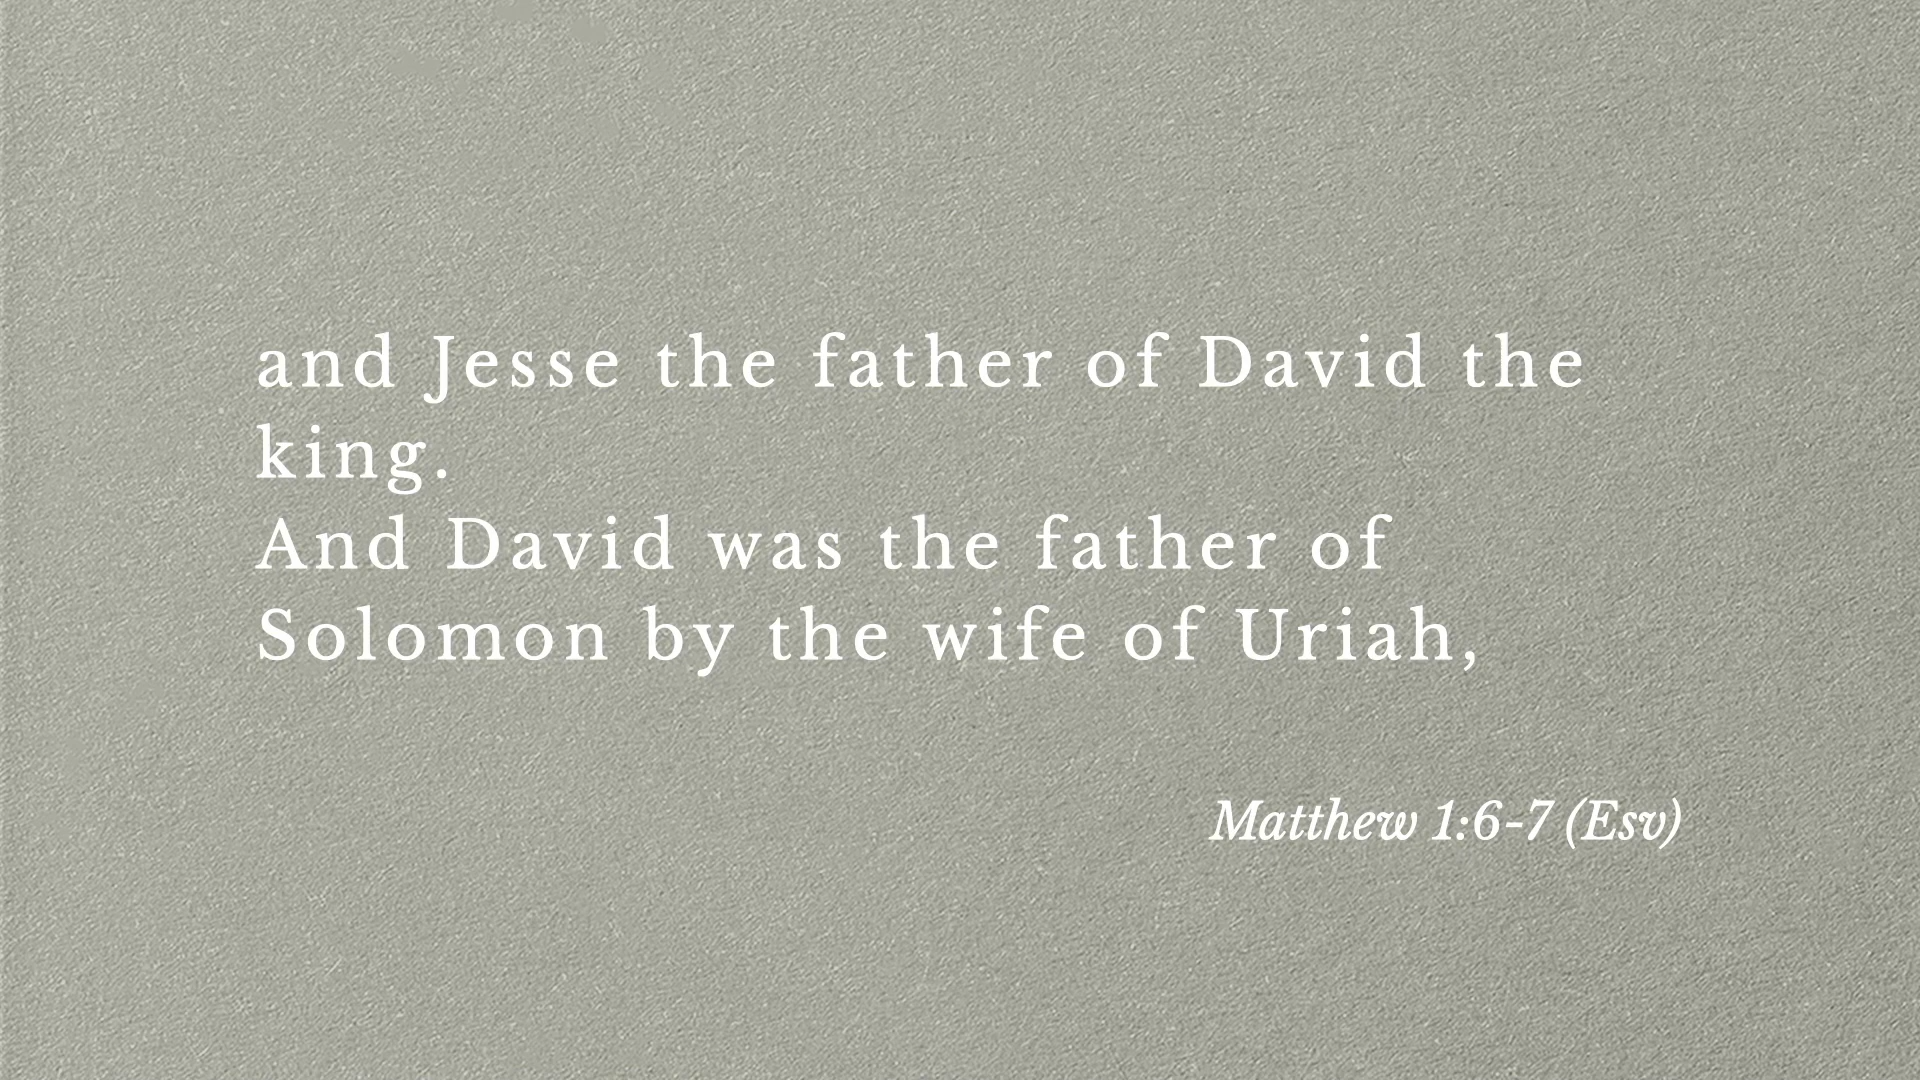 and Jesse the father of David the
king.
And David was the father of
Solomon by the wife of Uriah,
Matthew 1:6-7 (Esv)